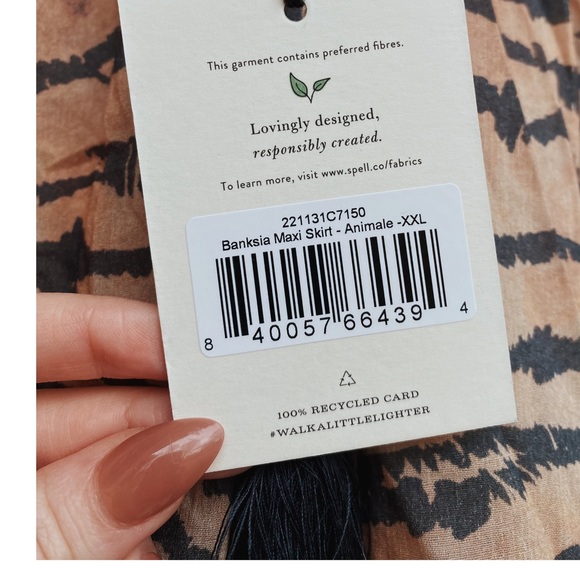 This garment contains preferred fibres.
Lovingly designed,
responsibly created.
To learn more, visit www.spell.co/fabrics
221131C7150
Banksia Maxi Skirt - Animale -XXL
8 40057 66439 4
100% RECYCLED CARD
#WALKALITTLELIGHTER